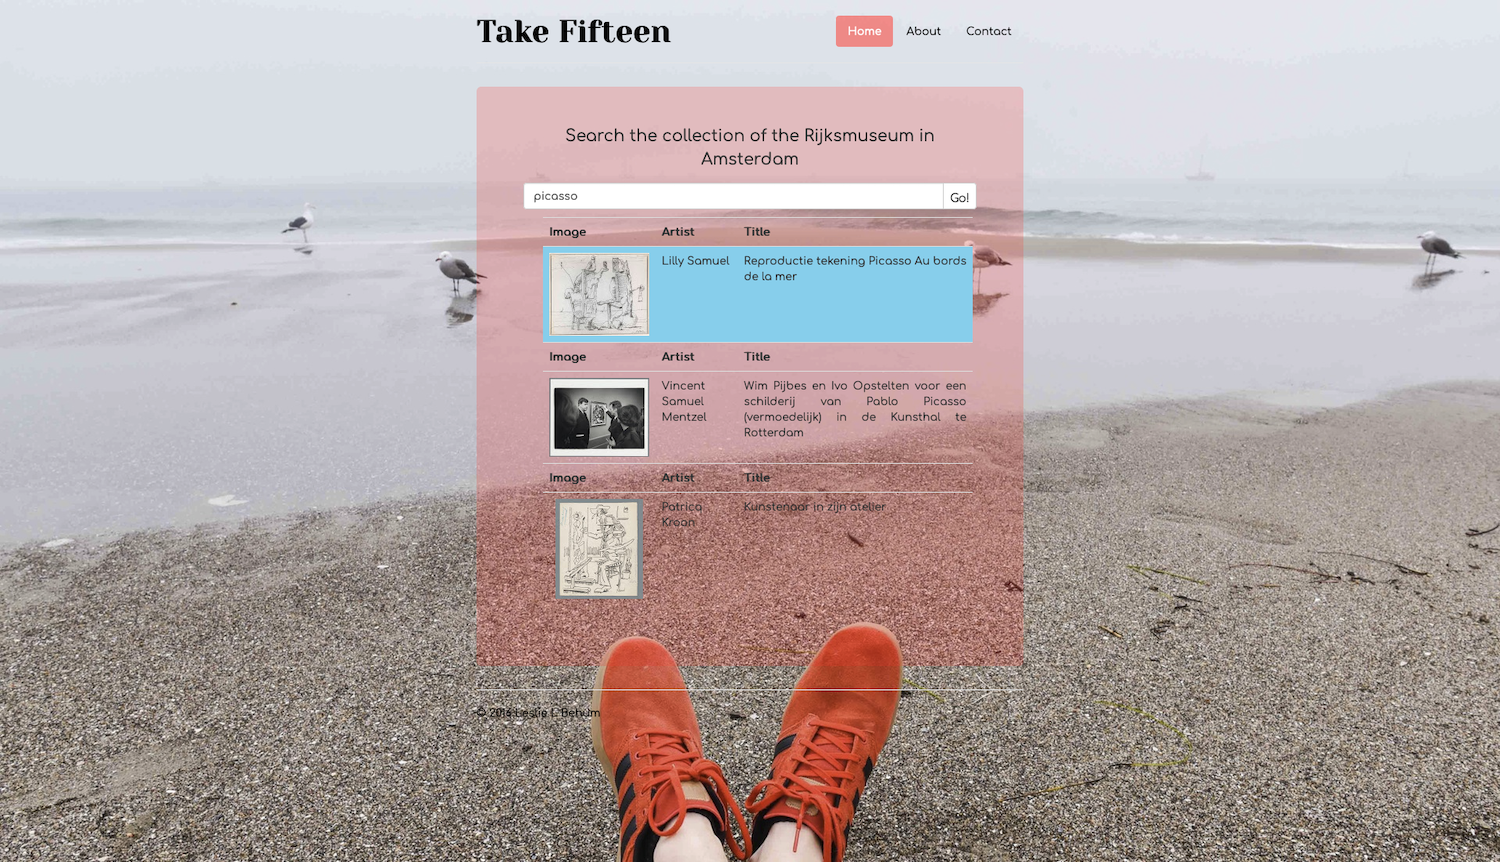 Take Fifteen
Home About Contact
Search the collection of the Rijksmuseum in
Amsterdam
picasso Go!
Image Artist Title
Lilly Samuel Reproductie tekening Picasso Au bords
de la mer
Image Artist Title
Vincent Wim Pijbes en Ivo Opstelten voor een
Samuel schilderij van Pablo Picasso
Mentzel (vermoedelijk) in de Kunsthal te
Rotterdam
Image Artist Title
Patrica Kunstenaar in zijn atelier
Kroon
© 2016 Leslie L. Behum